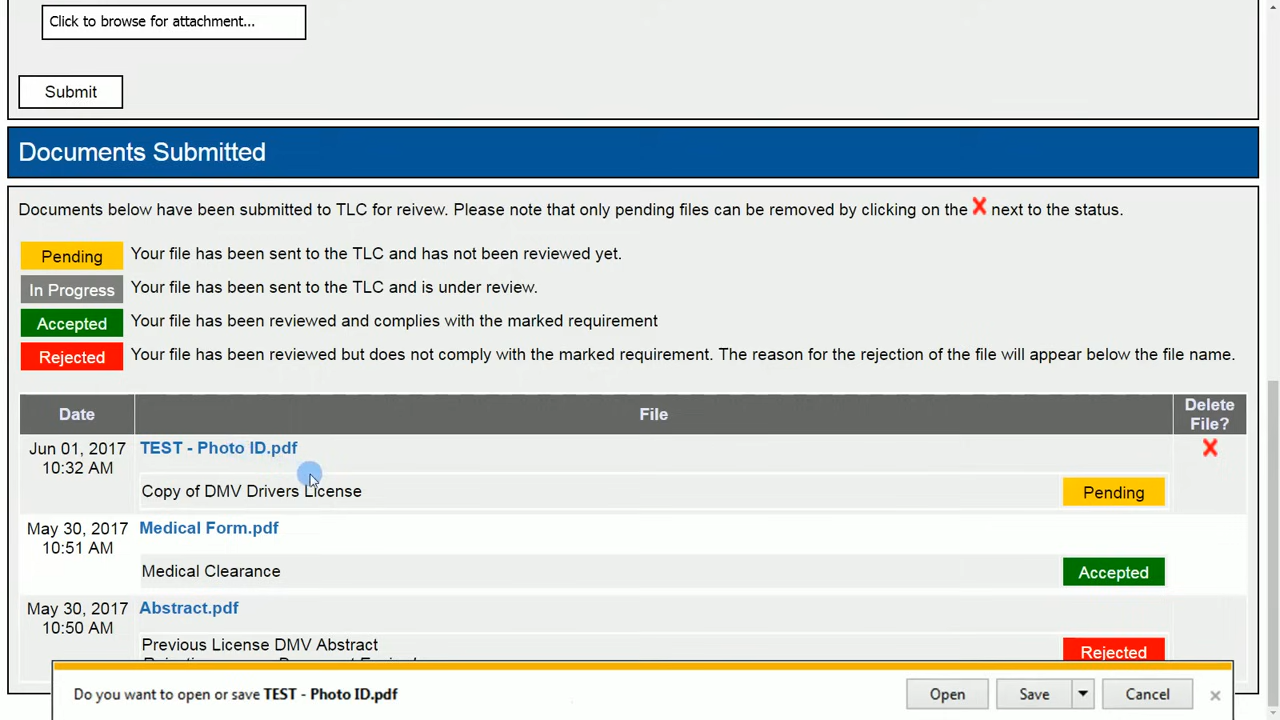 Click to browse for attachment...
Submit
Documents Submitted
Documents below have been submitted to TLC for reivew. Please note that only pending files can be removed by clicking on the X next to the status.
Pending Your file has been sent to the TLC and has not been reviewed yet.
In Progress Your file has been sent to the TLC and is under review.
Accepted Your file has been reviewed and complies with the marked requirement
Rejected Your file has been reviewed but does not comply with the marked requirement. The reason for the rejection of the file will appear below the file name.
Date File Delete File?
Jun 01, 2017 TEST - Photo ID.pdf
10:32 AM
Copy of DMV Drivers License Pending
May 30, 2017 Medical Form.pdf
10:51 AM
Medical Clearance Accepted
May 30, 2017 Abstract.pdf
10:50 AM
Previous License DMV Abstract
Rejected
Do you want to open or save TEST - Photo ID.pdf Open Save Cancel